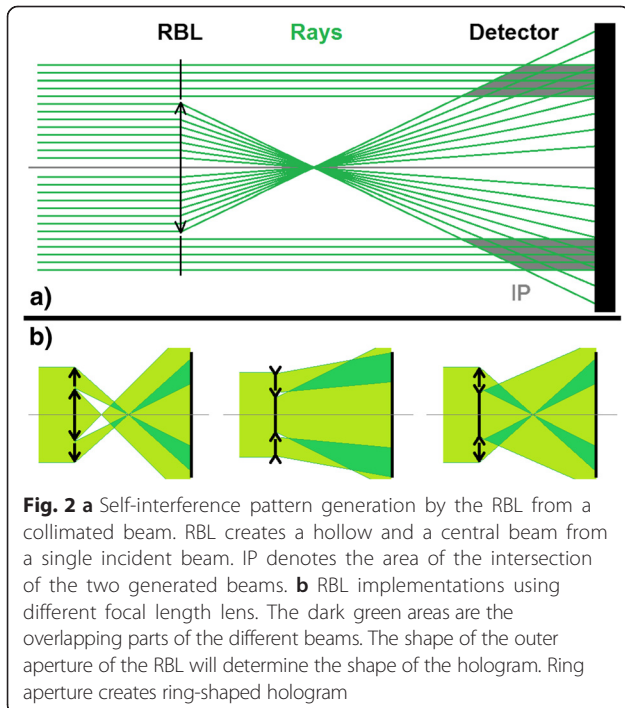 RBL Rays Detector
IP
a)
b)
Fig. 2 a Self-interference pattern generation by the RBL from a
collimated beam. RBL creates a hollow and a central beam from
a single incident beam. IP denotes the area of the intersection
of the two generated beams. b RBL implementations using
different focal length lens. The dark green areas are the
overlapping parts of the different beams. The shape of the outer
aperture of the RBL will determine the shape of the hologram. Ring
aperture creates ring-shaped hologram